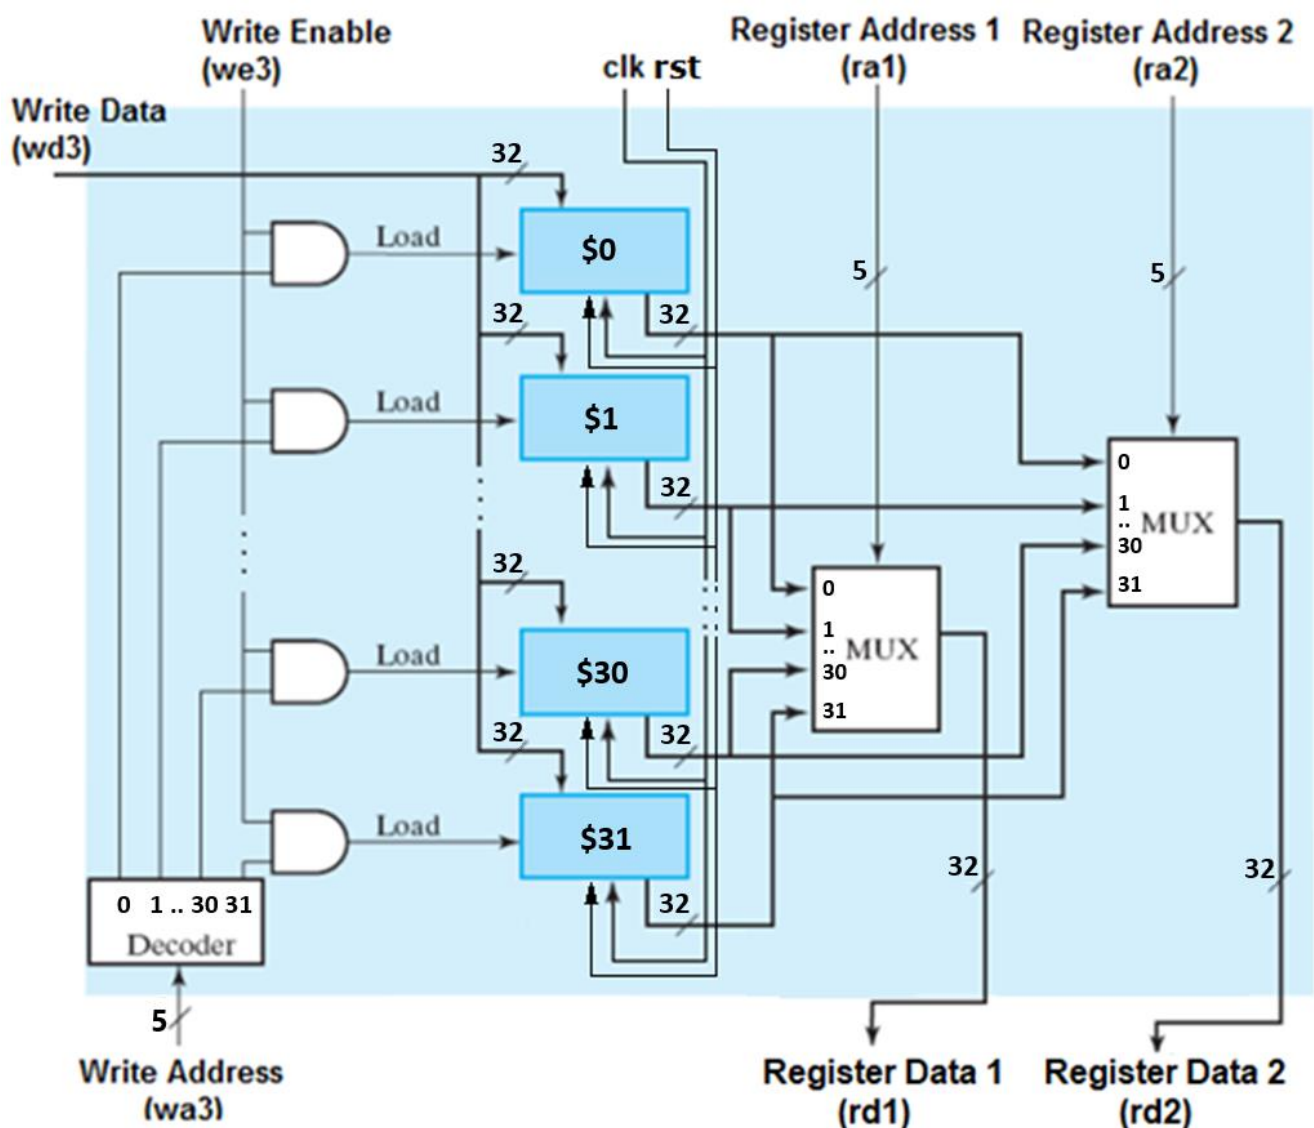 Write Enable
(we3)
clk rst
Register Address 1
(ra1)
Register Address 2
(ra2)
Write Data
(wd3)
32
Load
$0
5
5
32
32
Load
$1
32
0
1
..
30
31
MUX
32
Load
$30
0
1
..
30
31
MUX
32
32
Load
$31
32
32
32
0 1 .. 30 31
Decoder
5
Write Address
(wa3)
Register Data 1
(rd1)
Register Data 2
(rd2)